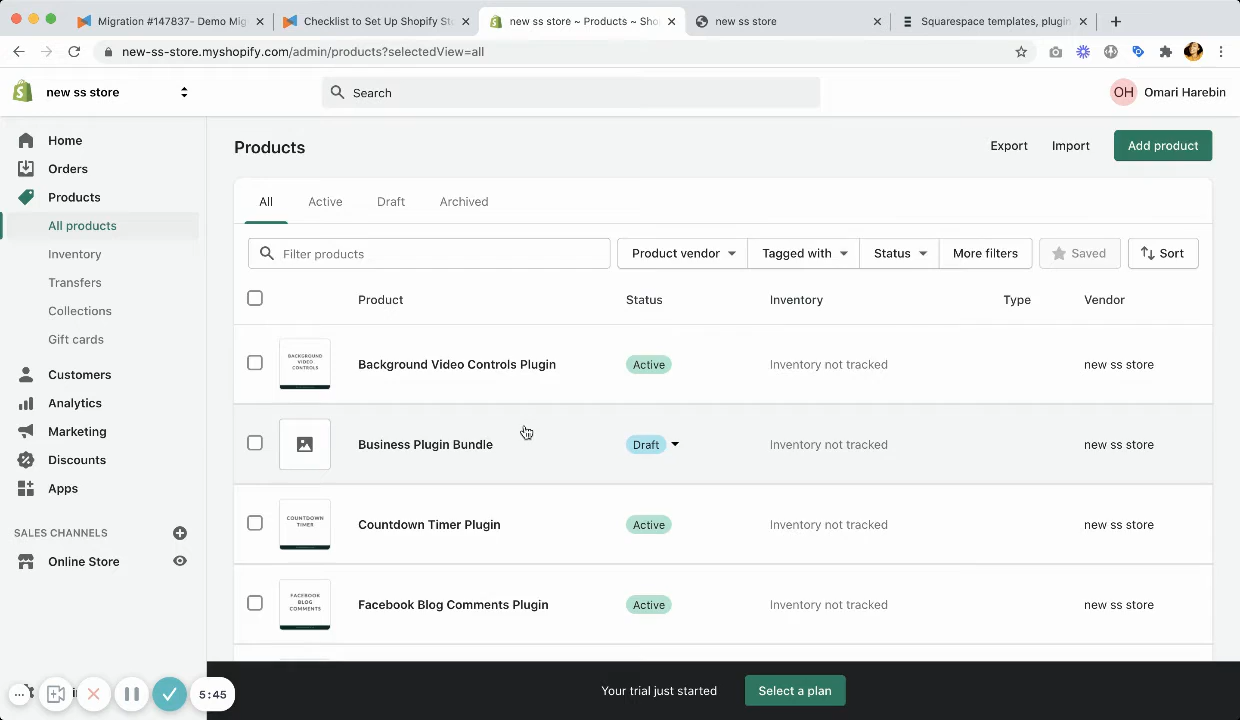 Migration #147837- Demo Mig
Checklist to Set Up Shopify St
new ss store ~ Products ~ Sho
new ss store
Squarespace templates, plugin
new-ss-store.myshopify.com/admin/products?selectedView=all
new ss store
Search
OH
Omari Harebin
Home
Orders
Products
All products
Inventory
Transfers
Collections
Gift cards
Customers
Analytics
Marketing
Discounts
Apps
SALES CHANNELS
Online Store
Products
Export
Import
Add product
All
Active
Draft
Archived
Filter products
Product vendor
Tagged with
Status
More filters
Saved
Sort
Product
Status
Inventory
Type
Vendor
BACKGROUND
VIDEO
CONTROLS
Background Video Controls Plugin
Active
Inventory not tracked
new ss store
Business Plugin Bundle
Draft
Inventory not tracked
new ss store
COUNTDOWN
TIMER
Countdown Timer Plugin
Active
Inventory not tracked
new ss store
FACEBOOK
BLOG
COMMENTS
Facebook Blog Comments Plugin
Active
Inventory not tracked
new ss store
5:45
Your trial just started
Select a plan